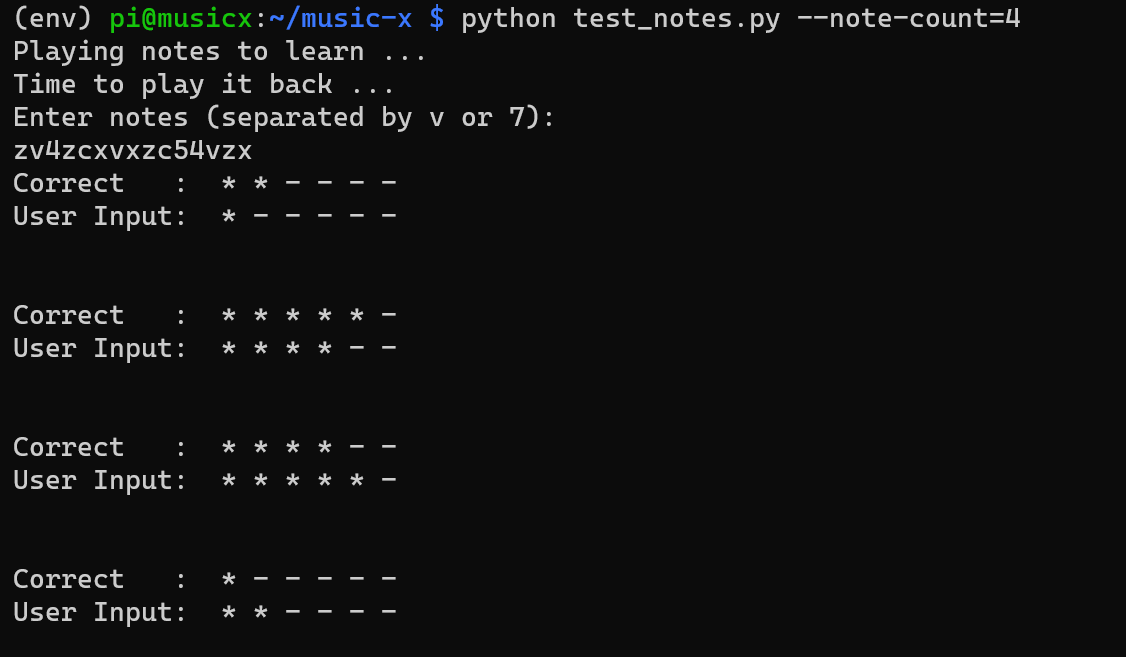 (env) pi@musicx:~/music-x $ python test_notes.py --note-count=4
Playing notes to learn ...
Time to play it back ...
Enter notes (separated by v or 7):
zv4zcxvxzc54vzx
Correct   :  * * - - - -
User Input:  * - - - - -
Correct   :  * * * * * -
User Input:  * * * * - -
Correct   :  * * * * - -
User Input:  * * * * * -
Correct   :  * - - - - -
User Input:  * * - - - -